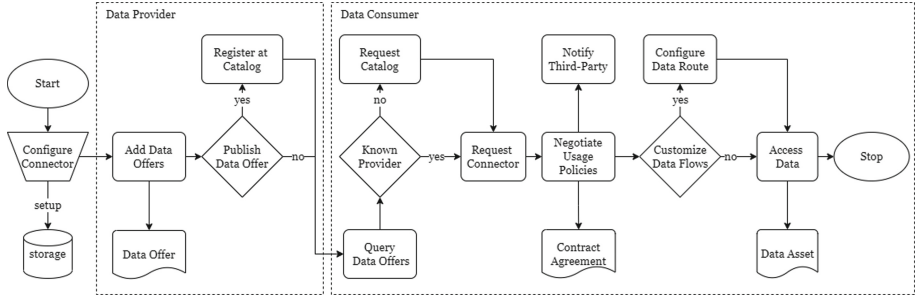 Data Provider
Data Consumer
Start
Configure
Connector
setup
storage
Add Data
Offers
Data Offer
Register at
Catalog
yes
Publish
Data Offer
no
Request
Catalog
no
Known
Provider
yes
Query
Data Offers
Request
Connector
Notify
Third-Party
Negotiate
Usage
Policies
Contract
Agreement
Configure
Data Route
yes
Customize
Data Flows
no
Access
Data
Data Asset
Stop